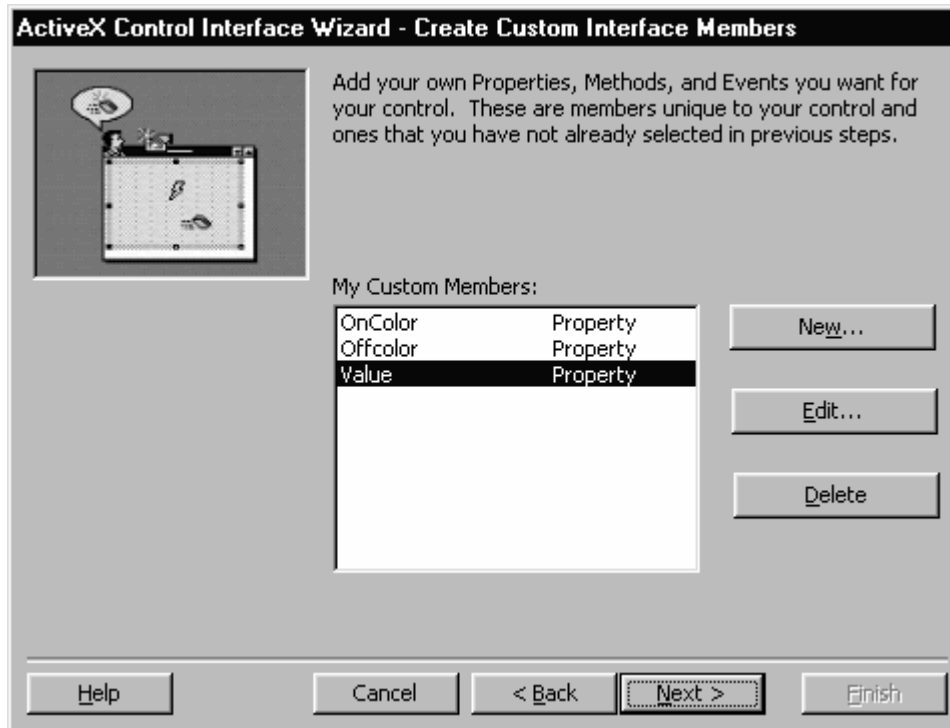 ActiveX Control Interface Wizard - Create Custom Interface Members
Add your own Properties, Methods, and Events you want for
your control. These are members unique to your control and
ones that you have not already selected in previous steps.
My Custom Members:
OnColor Property
Offcolor Property
Value Property
New...
Edit...
Delete
Help Cancel < Back Next > Finish